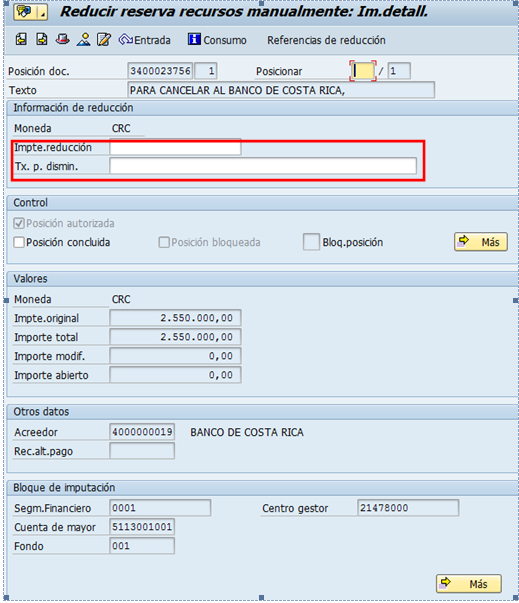 Reducir reserva recursos manualmente: Im.detall.
Entrada Consumo Referencias de reducción
Posición doc. 3400023756 1 Posicionar / 1
Texto PARA CANCELAR AL BANCO DE COSTA RICA,
Información de reducción
Moneda CRC
Impte.reducción
Tx. p. dismin.
Control
Posición autorizada
Posición concluida Posición bloqueada Bloq.posición Más
Valores
Moneda CRC
Impte.original 2.550.000,00
Importe total 2.550.000,00
Importe modif. 0,00
Importe abierto 0,00
Otros datos
Acreedor 4000000019 BANCO DE COSTA RICA
Rec.alt.pago
Bloque de imputación
Segm.Financiero 0001 Centro gestor 21478000
Cuenta de mayor 5113001001
Fondo 001
Más